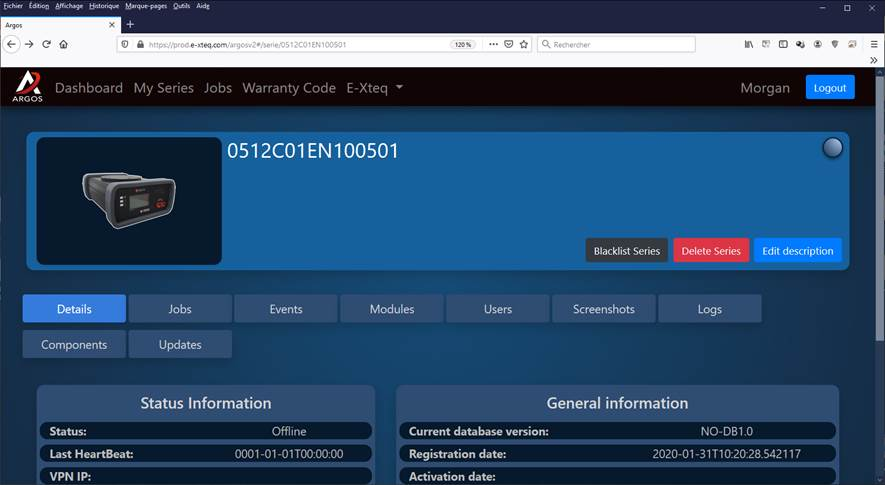 Fichier Édition Affichage Historique Marque-pages Outils Aide
Argos
https://prod.e-xteq.com/argosv2#/serie/0512C01EN100501 120 % Rechercher
ARGOS Dashboard My Series Jobs Warranty Code E-Xteq Morgan Logout
0512C01EN100501
Blacklist Series Delete Series Edit description
Details Jobs Events Modules Users Screenshots Logs
Components Updates
Status Information
Status: Offline
Last HeartBeat: 0001-01-01T00:00:00
VPN IP:
General information
Current database version: NO-DB1.0
Registration date: 2020-01-31T10:20:28.542117
Activation date: